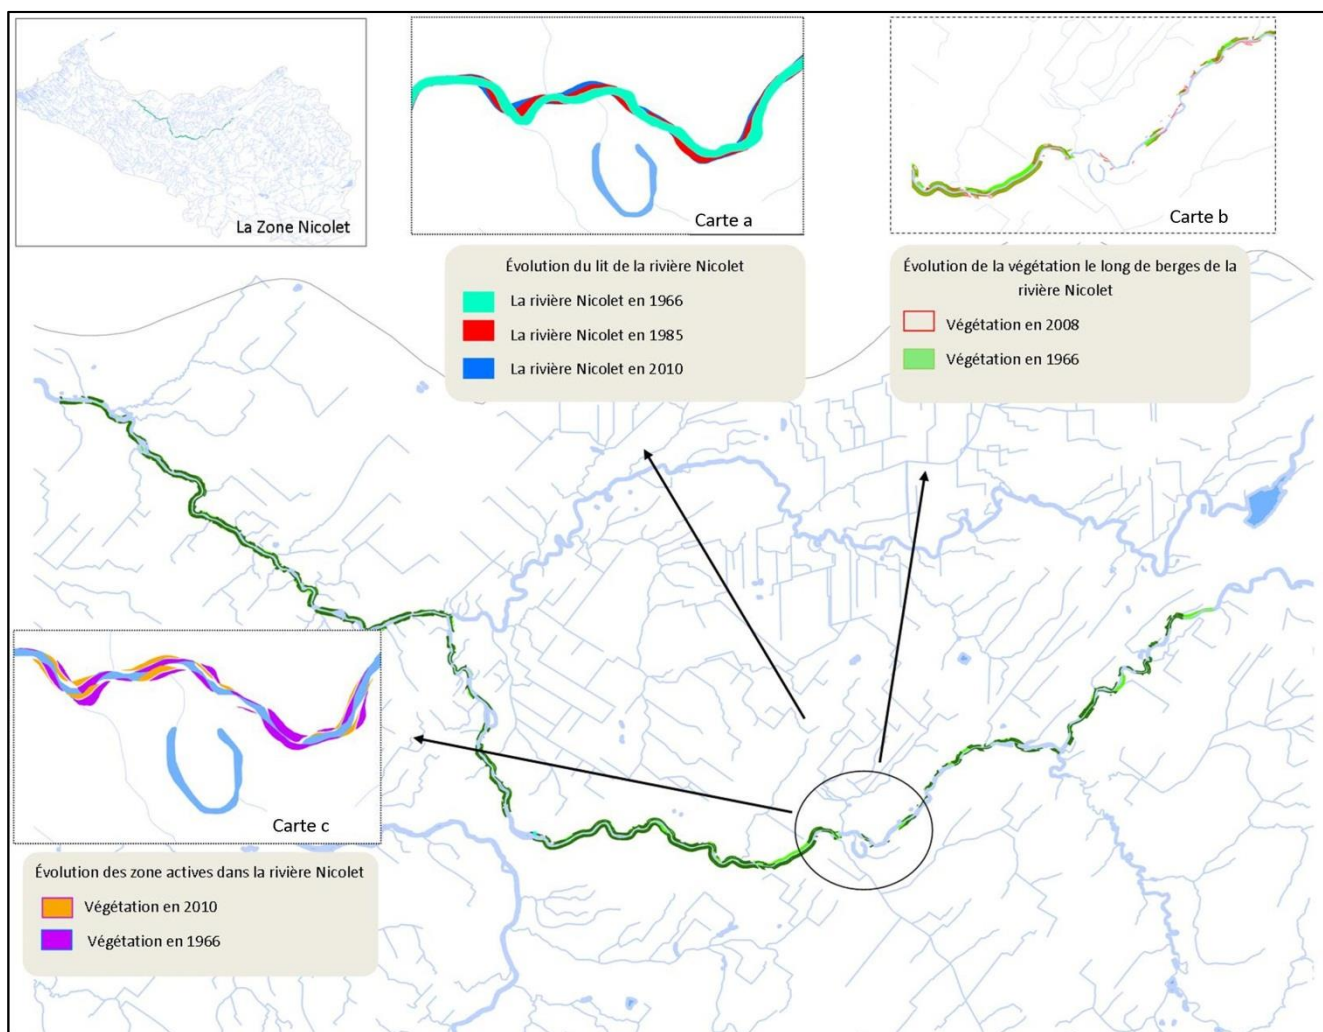 La Zone Nicolet
Carte a
Carte b
Évolution du lit de la rivière Nicolet
La rivière Nicolet en 1966
La rivière Nicolet en 1985
La rivière Nicolet en 2010
Évolution de la végétation le long de berges de la
rivière Nicolet
Végétation en 2008
Végétation en 1966
Carte c
Évolution des zone actives dans la rivière Nicolet
Végétation en 2010
Végétation en 1966